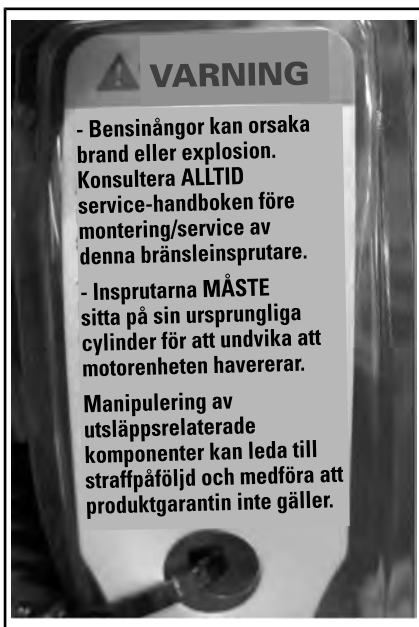 VARNING
- Bensinångor kan orsaka
brand eller explosion.
Konsultera ALLTID
service-handboken före
montering/service av
denna bränsleinsprutare.
- Insprutarna MÅSTE
sitta på sin ursprungliga
cylinder för att undvika att
motorenheten havererar.
Manipulering av
utsläppsrelaterade
komponenter kan leda till
straffpåföljd och medföra att
produktgarantin inte gäller.